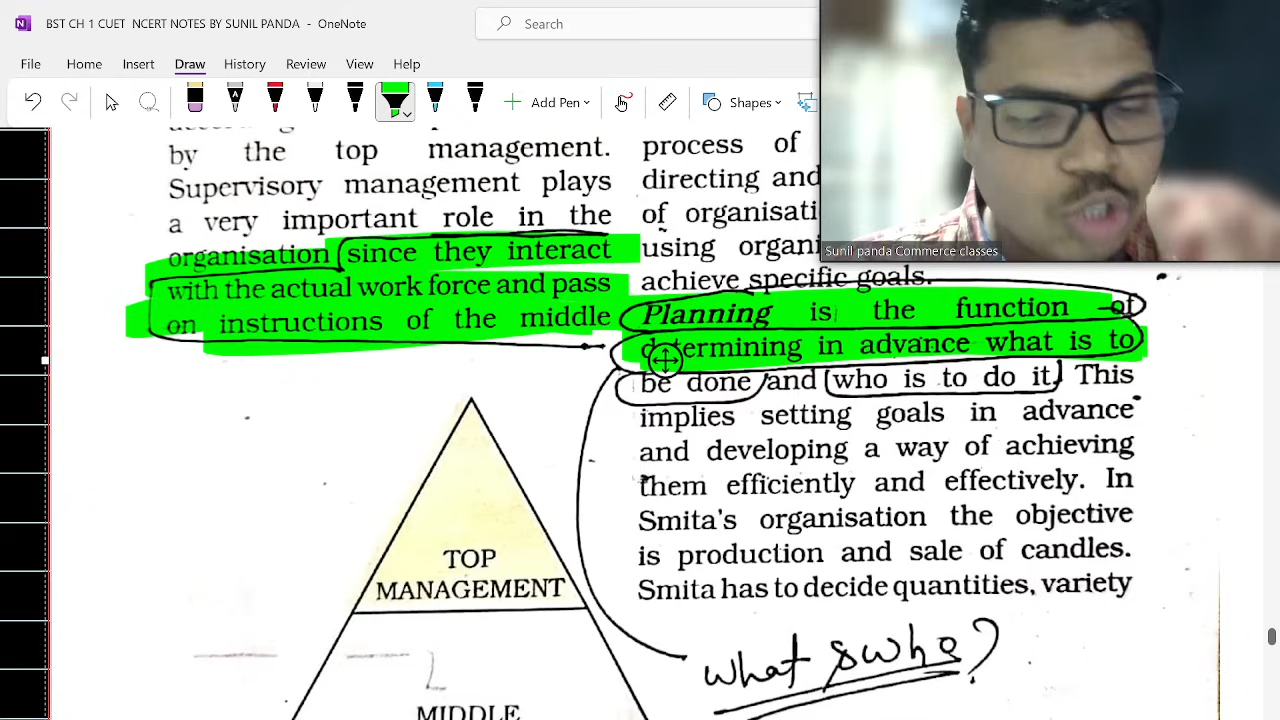 BST CH 1 CUET NCERT NOTES BY SUNIL PANDA - OneNote
Search
File Home Insert Draw History Review View Help
Add Pen
Shapes
by the top management.
Supervisory management plays
a very important role in the
organisation since they interact
with the actual work force and pass
on instructions of the middle
TOP
MANAGEMENT
MIDDLE
process of
directing and
of organisati
using organi
achieve specific goals.
Planning is the function of
determining in advance what is to
be done and who is to do it. This
implies setting goals in advance
and developing a way of achieving
them efficiently and effectively. In
Smita's organisation the objective
is production and sale of candles.
Smita has to decide quantities, variety
what & who?
Sunil panda Commerce classes